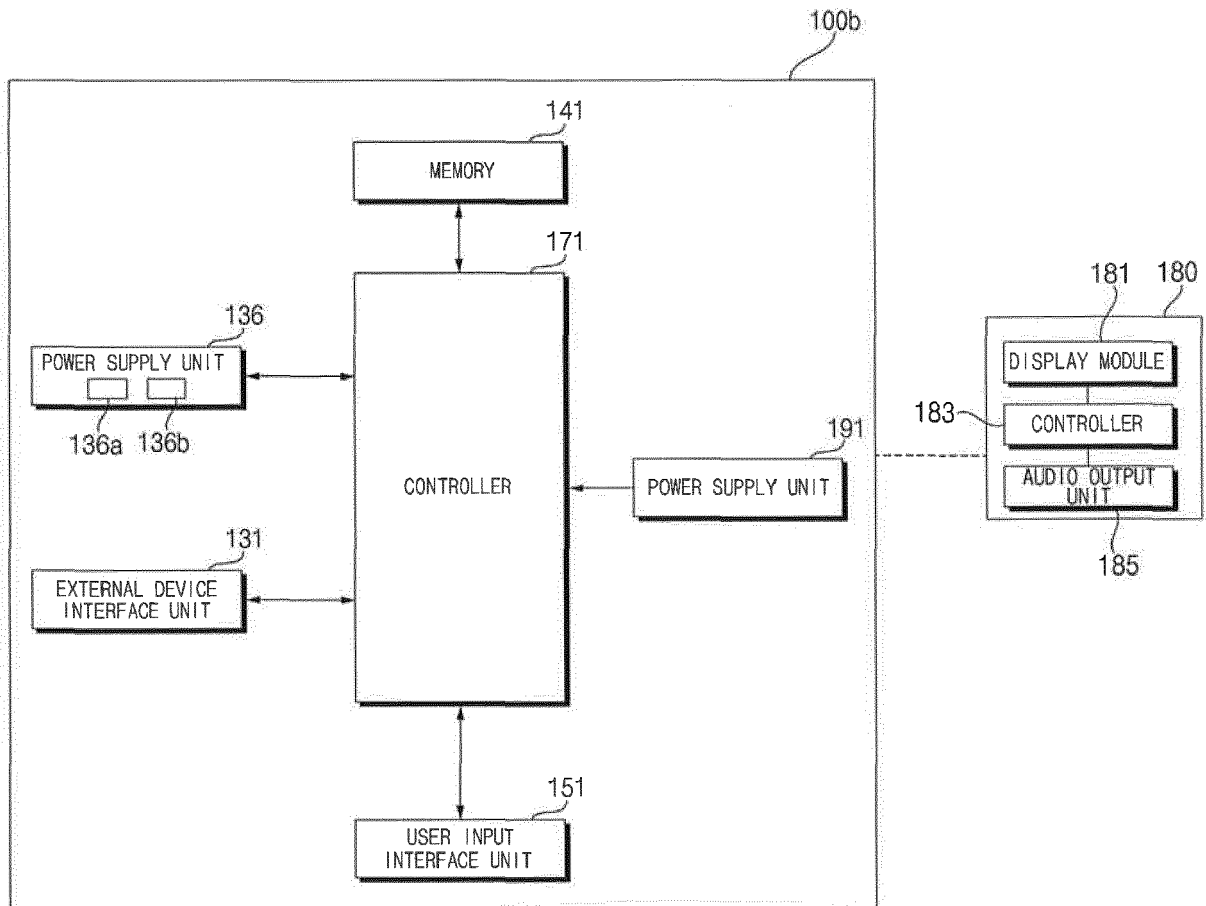 100b
141
MEMORY
171
136
POWER SUPPLY UNIT
136a
136b
CONTROLLER
191
POWER SUPPLY UNIT
131
EXTERNAL DEVICE
INTERFACE UNIT
151
USER INPUT
INTERFACE UNIT
181
180
DISPLAY MODULE
183
CONTROLLER
AUDIO OUTPUT
UNIT
185